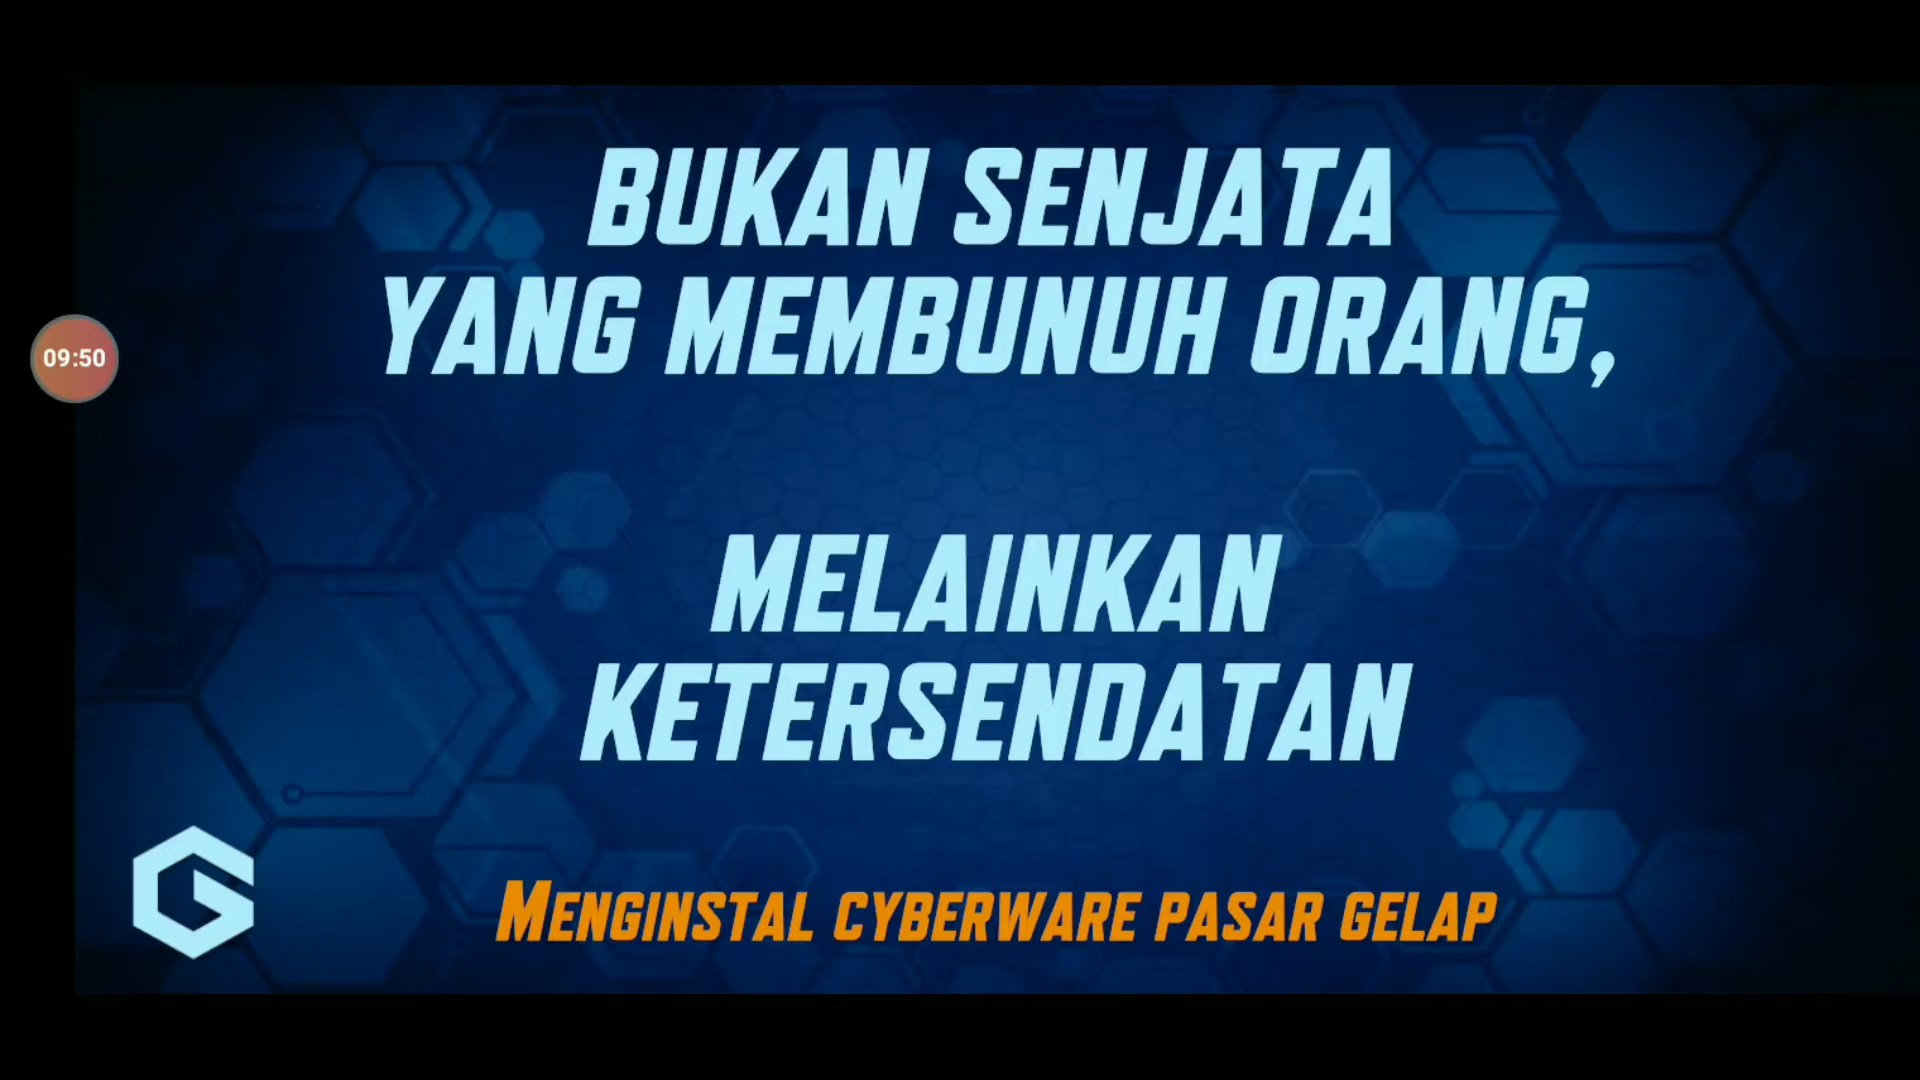 BUKAN SENJATA
YANG MEMBUNUH ORANG,
09:50
MELAINKAN
KETERSENDATAN
G
MENGINSTAL CYBERWARE PASAR GELAP